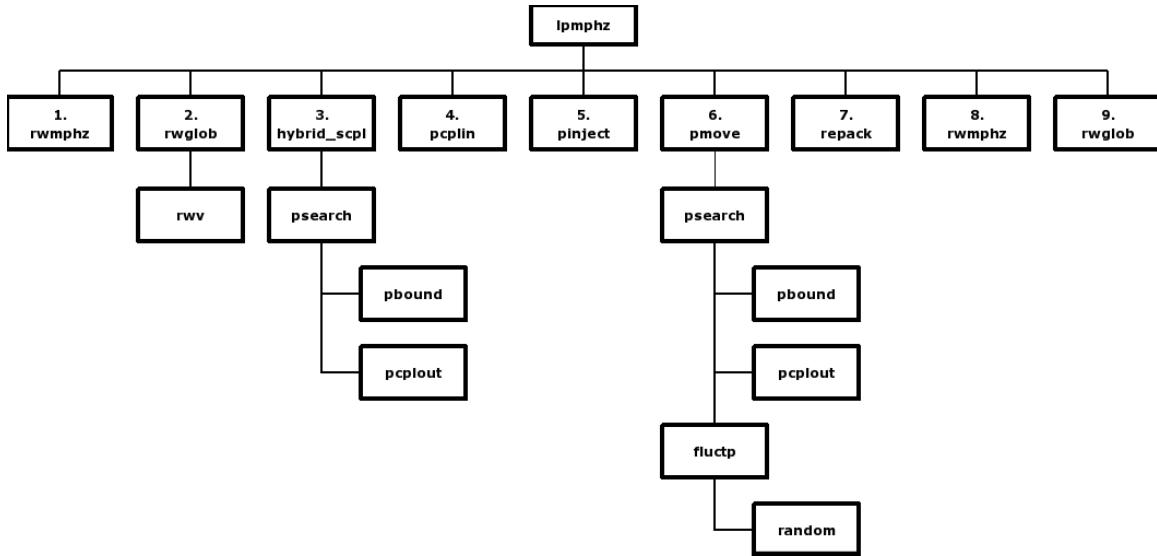 lpmphz
1.
rwmphz
2.
rwglob
3.
hybrid_scpl
4.
pcplin
5.
pinject
6.
pmove
7.
repack
8.
rwmphz
9.
rwglob
rwv
psearch
psearch
pbound
pbound
pcplout
pcplout
fluctp
random